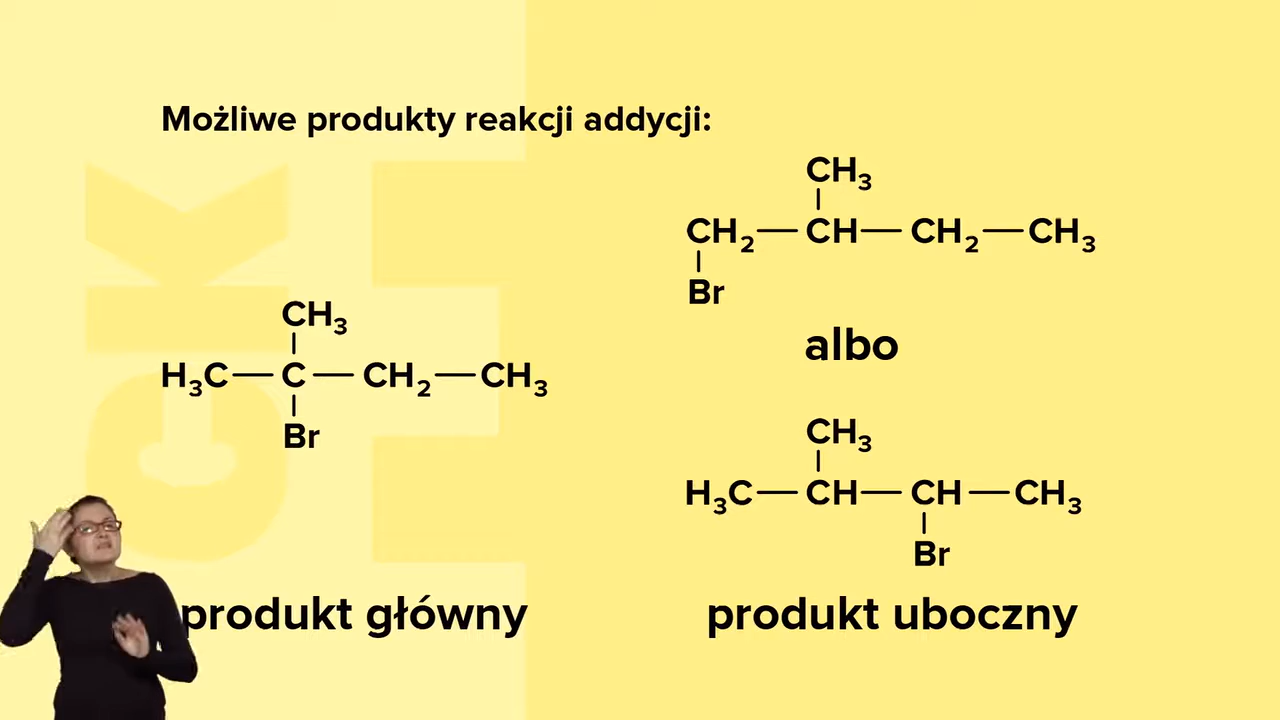 Możliwe produkty reakcji addycji:
CH₃
H₃C — C — CH₂ — CH₃
Br
produkt główny
CH₃
CH₂ — CH — CH₂ — CH₃
Br
albo
CH₃
H₃C — CH — CH — CH₃
Br
produkt uboczny